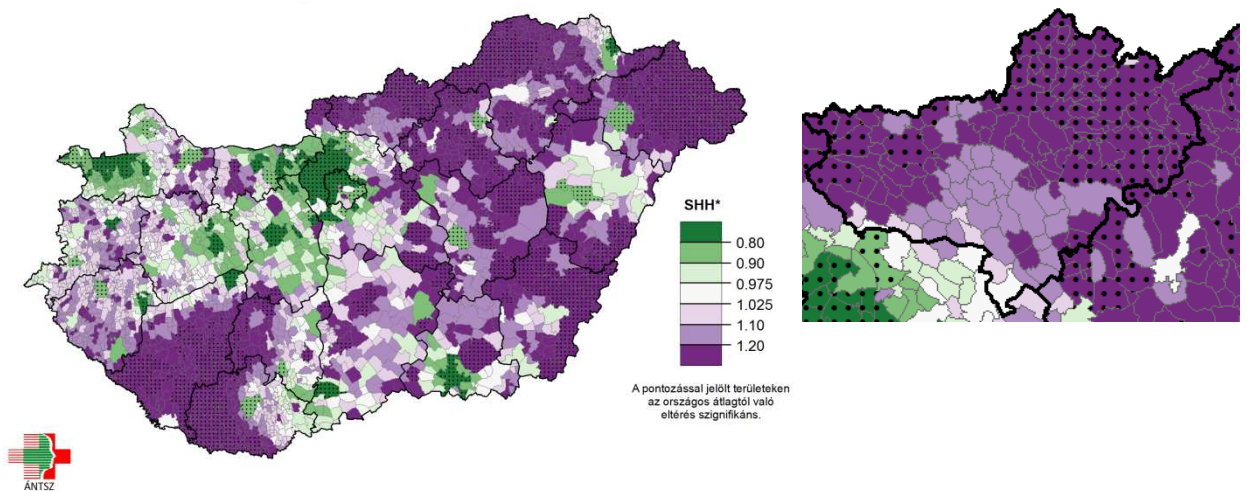 SHH*
0.80
0.90
0.975
1.025
1.10
1.20
A pontozással jelölt területeken
az országos átlagtól való
eltérés szignifikáns.
ÁNTSZ